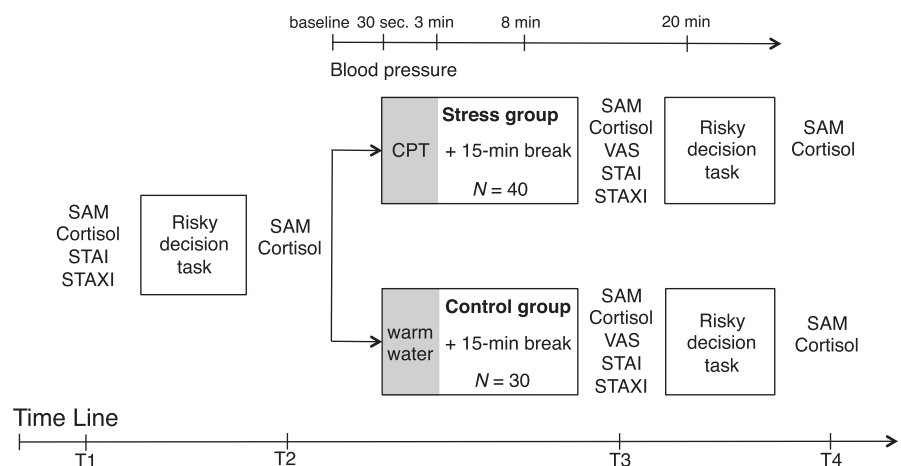 baseline 30 sec. 3 min 8 min 20 min
Blood pressure
SAM
Cortisol
STAI
STAXI
Risky
decision
task
SAM
Cortisol
CPT
Stress group
+ 15-min break
N = 40
SAM
Cortisol
VAS
STAI
STAXI
Risky
decision
task
SAM
Cortisol
warm
water
Control group
+ 15-min break
N = 30
SAM
Cortisol
VAS
STAI
STAXI
Risky
decision
task
SAM
Cortisol
Time Line
T1 T2 T3 T4